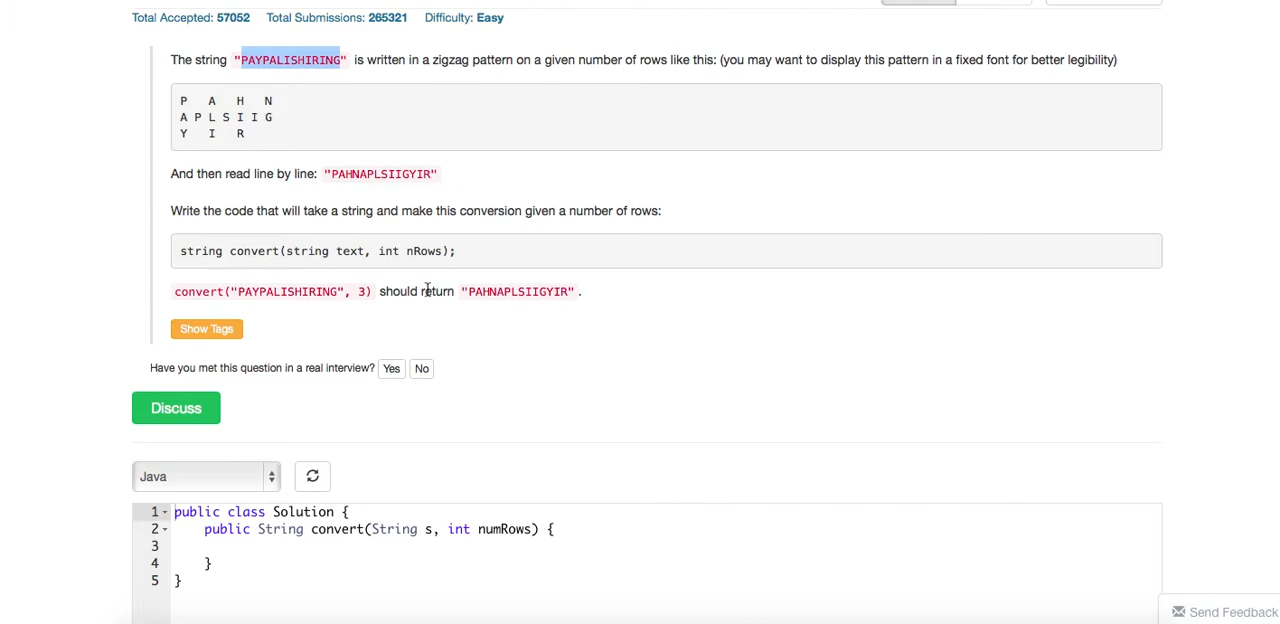 Total Accepted: 57052 Total Submissions: 265321 Difficulty: Easy
The string "PAYPALISHIRING" is written in a zigzag pattern on a given number of rows like this: (you may want to display this pattern in a fixed font for better legibility)
P A H N
A P L S I I G
Y I R
And then read line by line: "PAHNAPLSIIGYIR"
Write the code that will take a string and make this conversion given a number of rows:
string convert(string text, int nRows);
convert("PAYPALISHIRING", 3) should return "PAHNAPLSIIGYIR".
Show Tags
Have you met this question in a real interview? Yes No
Discuss
Java
1 public class Solution {
2 public String convert(String s, int numRows) {
3
4 }
5 }
Send Feedback